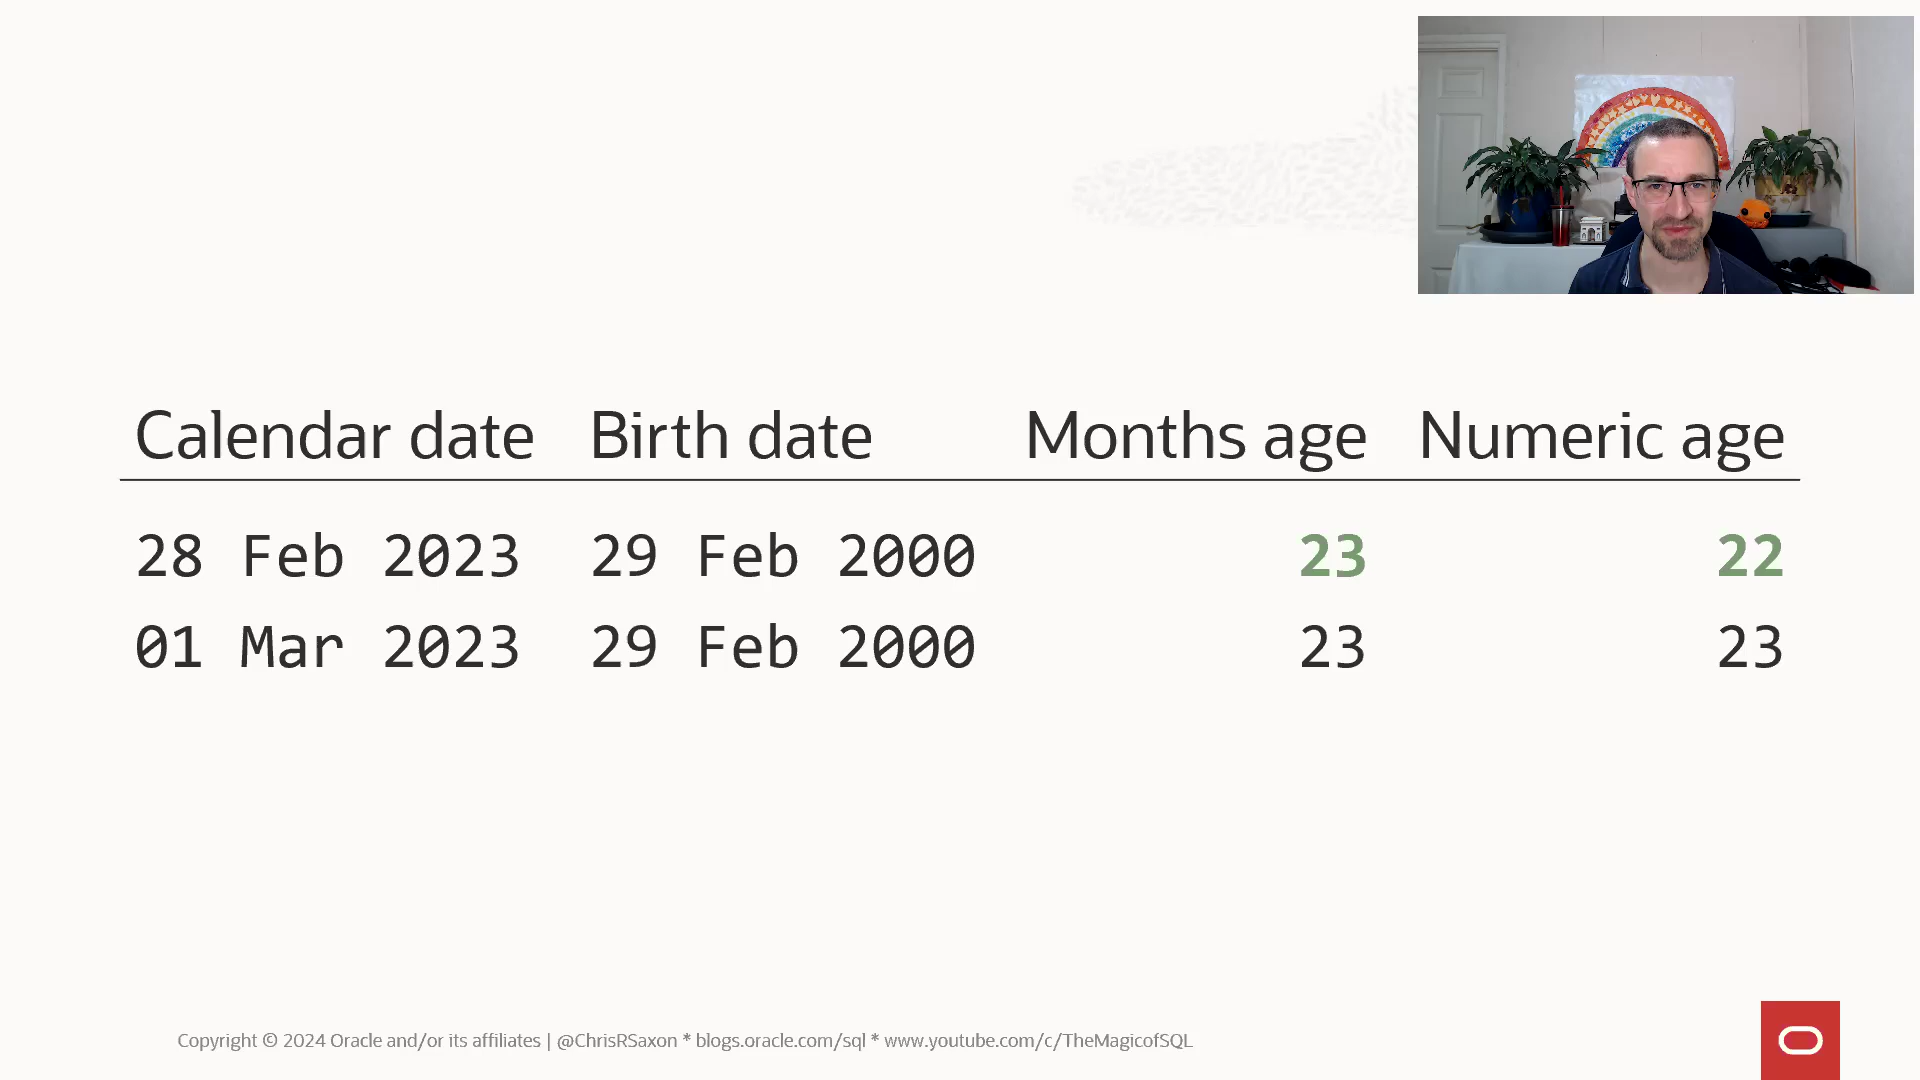 Calendar date Birth date Months age Numeric age
28 Feb 2023 29 Feb 2000 23 22
01 Mar 2023 29 Feb 2000 23 23
Copyright © 2024 Oracle and/or its affiliates | @ChrisRSaxon * blogs.oracle.com/sql * www.youtube.com/c/TheMagicofSQL